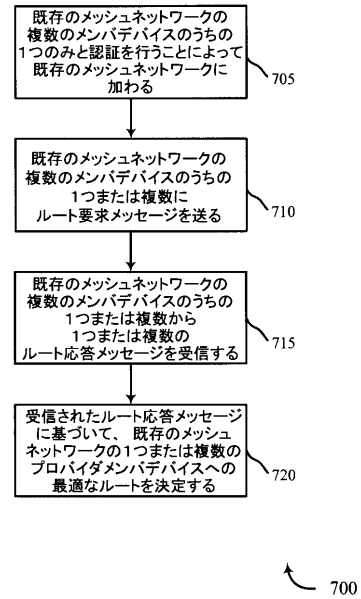 既存のメッシュネットワークの
複数のメンバデバイスのうちの
1つのみと認証を行うことによって
既存のメッシュネットワークに
加わる
705
既存のメッシュネットワークの
複数のメンバデバイスのうちの
1つまたは複数に
ルート要求メッセージを送る
710
既存のメッシュネットワークの
複数のメンバデバイスのうちの
1つまたは複数から
1つまたは複数の
ルート応答メッセージを受信する
715
受信されたルート応答メッセージ
に基づいて、既存のメッシュ
ネットワークの1つまたは複数の
プロバイダメンバデバイスへの
最適なルートを決定する
720
700